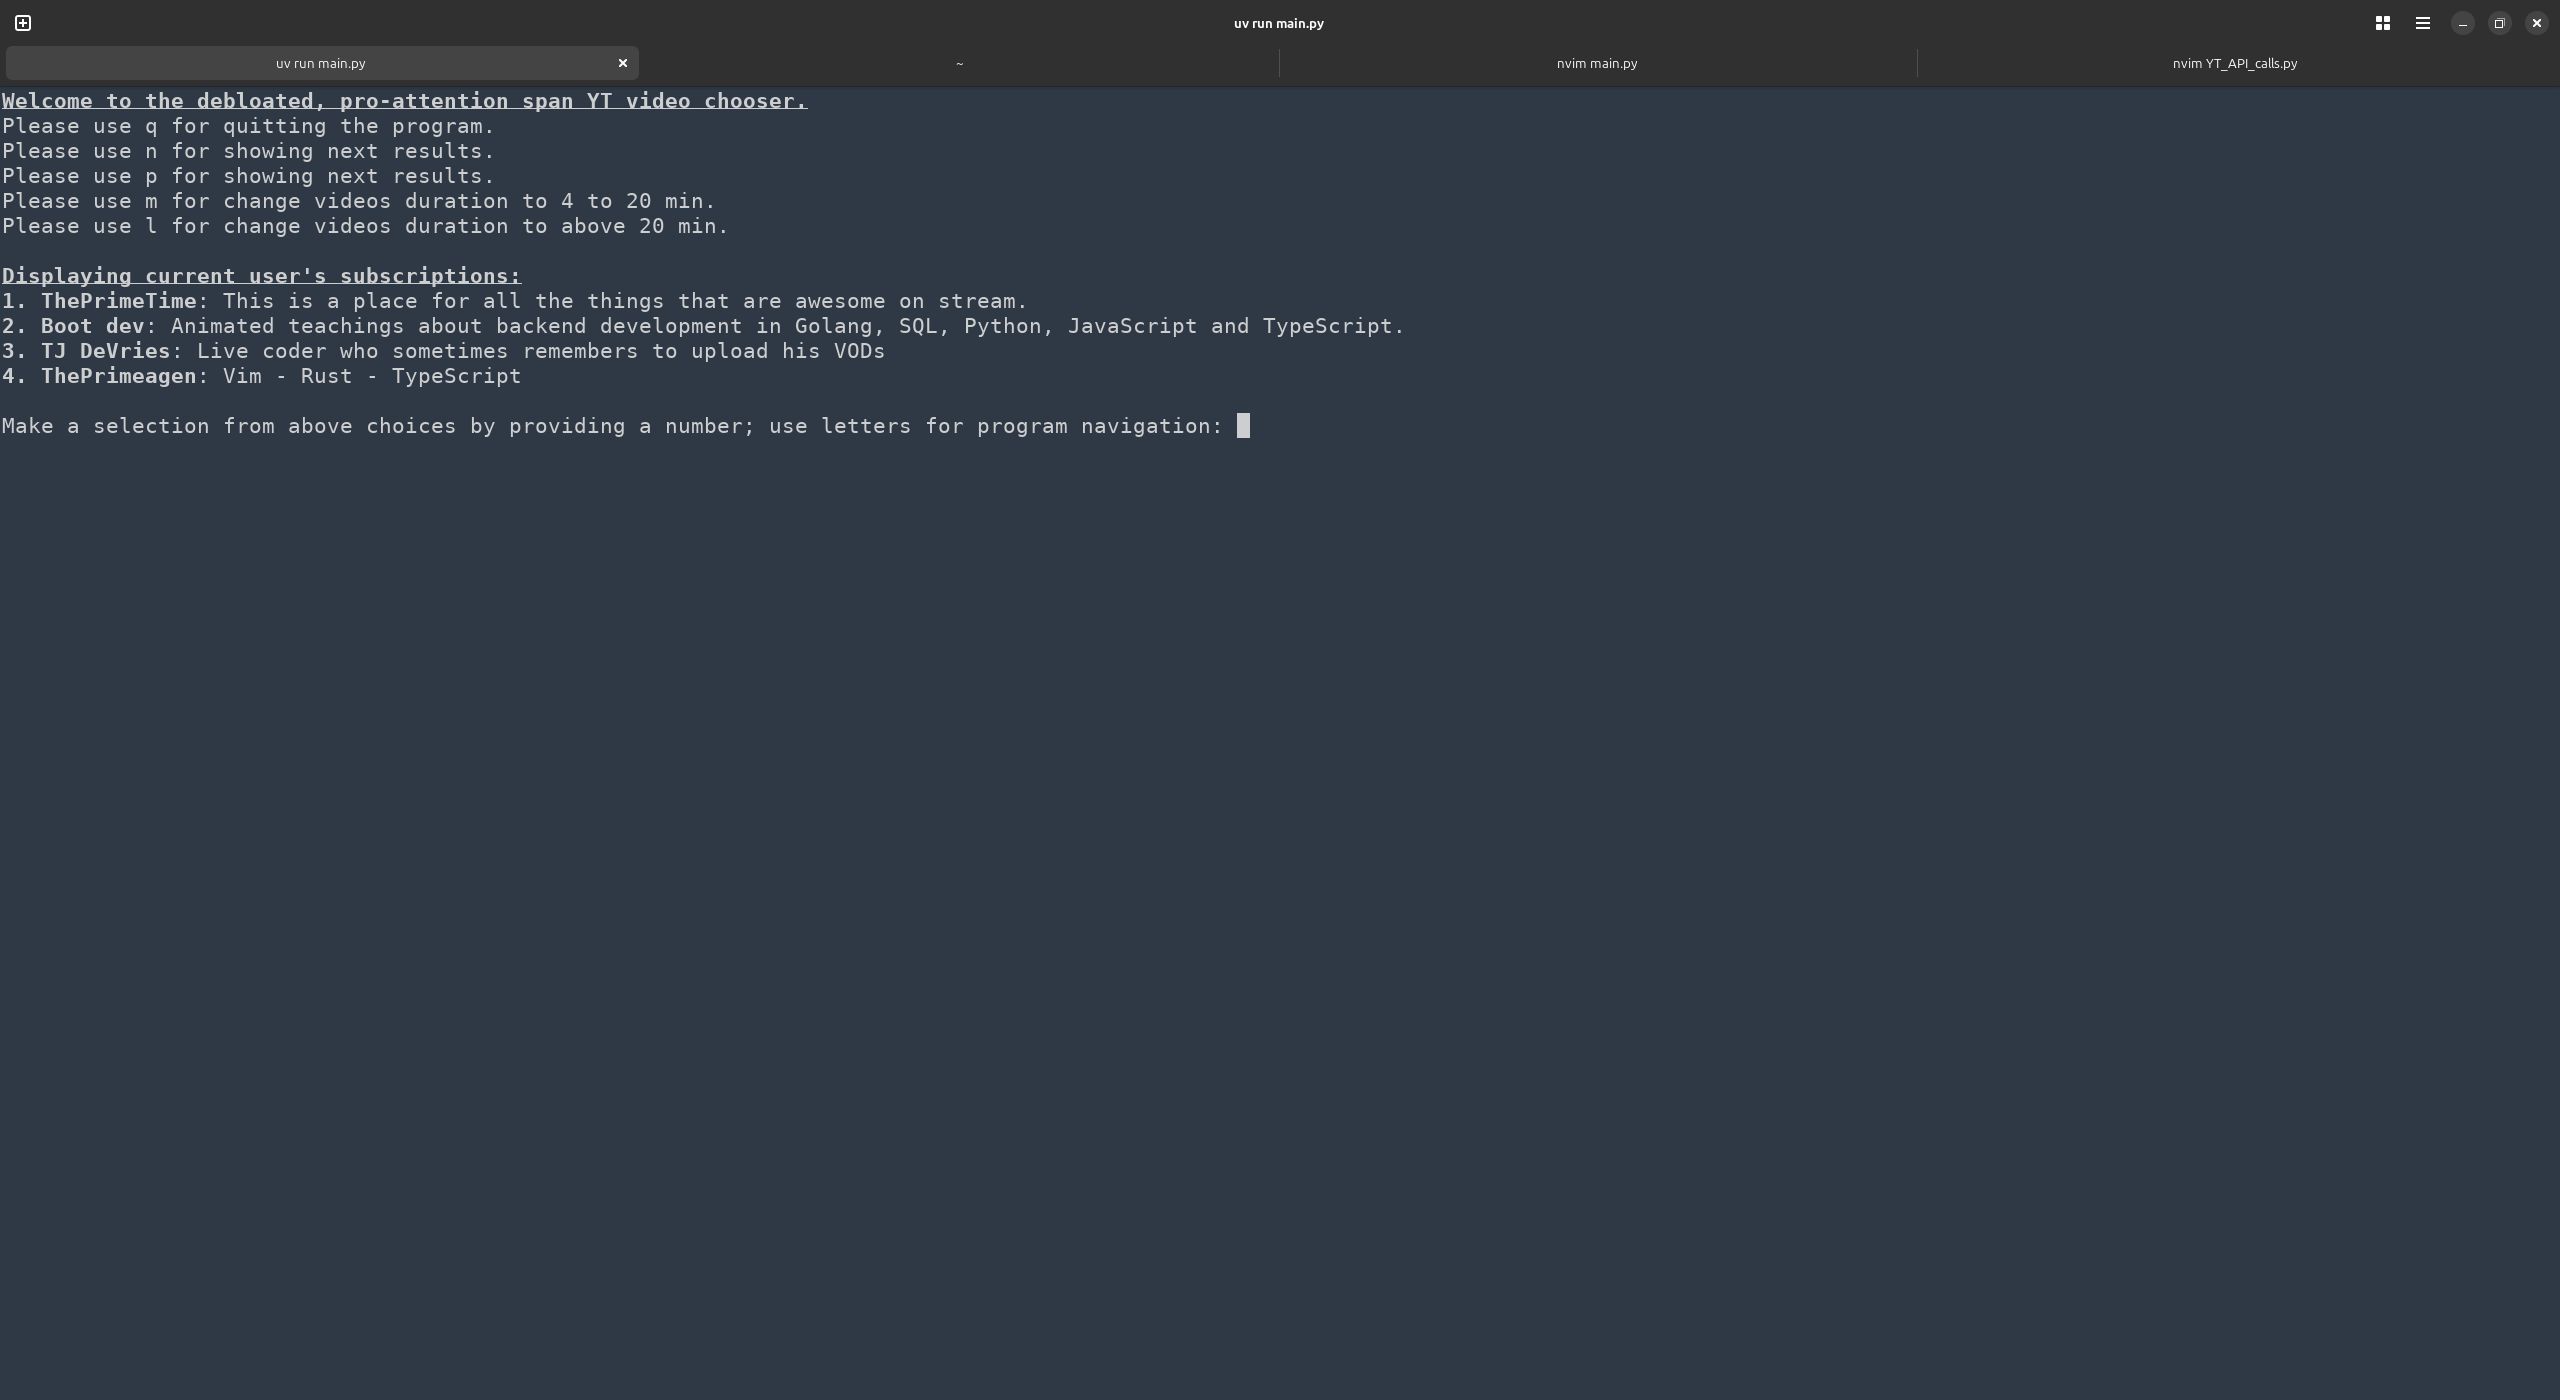 uv run main.py
uv run main.py
~
nvim main.py
nvim YT_API_calls.py
Welcome to the debloated, pro-attention span YT video chooser.
Please use q for quitting the program.
Please use n for showing next results.
Please use p for showing next results.
Please use m for change videos duration to 4 to 20 min.
Please use l for change videos duration to above 20 min.
Displaying current user's subscriptions:
1. ThePrimeTime: This is a place for all the things that are awesome on stream.
2. Boot dev: Animated teachings about backend development in Golang, SQL, Python, JavaScript and TypeScript.
3. TJ DeVries: Live coder who sometimes remembers to upload his VODs
4. ThePrimeagen: Vim - Rust - TypeScript
Make a selection from above choices by providing a number; use letters for program navigation: